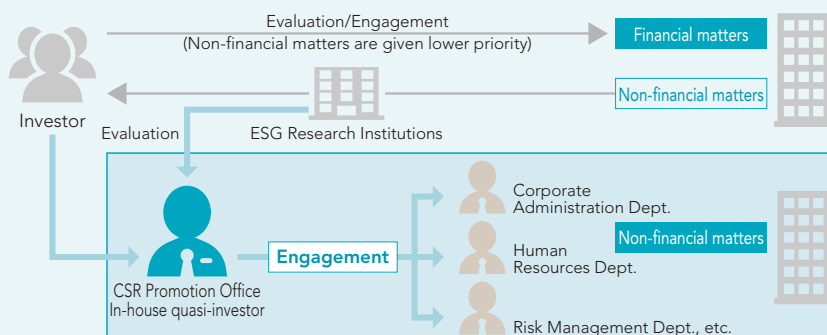 Evaluation/Engagement
(Non-financial matters are given lower priority)
Financial matters
Non-financial matters
Investor
Evaluation
ESG Research Institutions
Corporate
Administration Dept.
Non-financial matters
Engagement
Human
Resources Dept.
CSR Promotion Office
In-house quasi-investor
Risk Management Dept., etc.